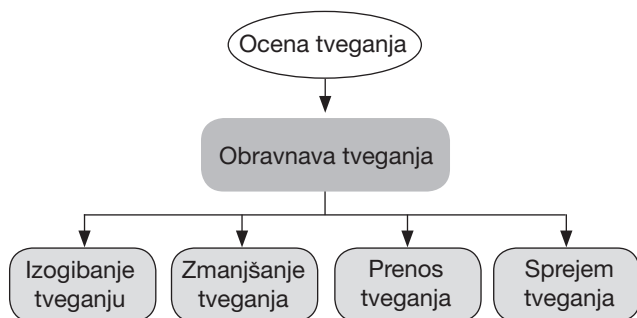 Ocena tveganja
Obravnava tveganja
Izogibanje
tveganju
Zmanjšanje
tveganja
Prenos
tveganja
Sprejem
tveganja